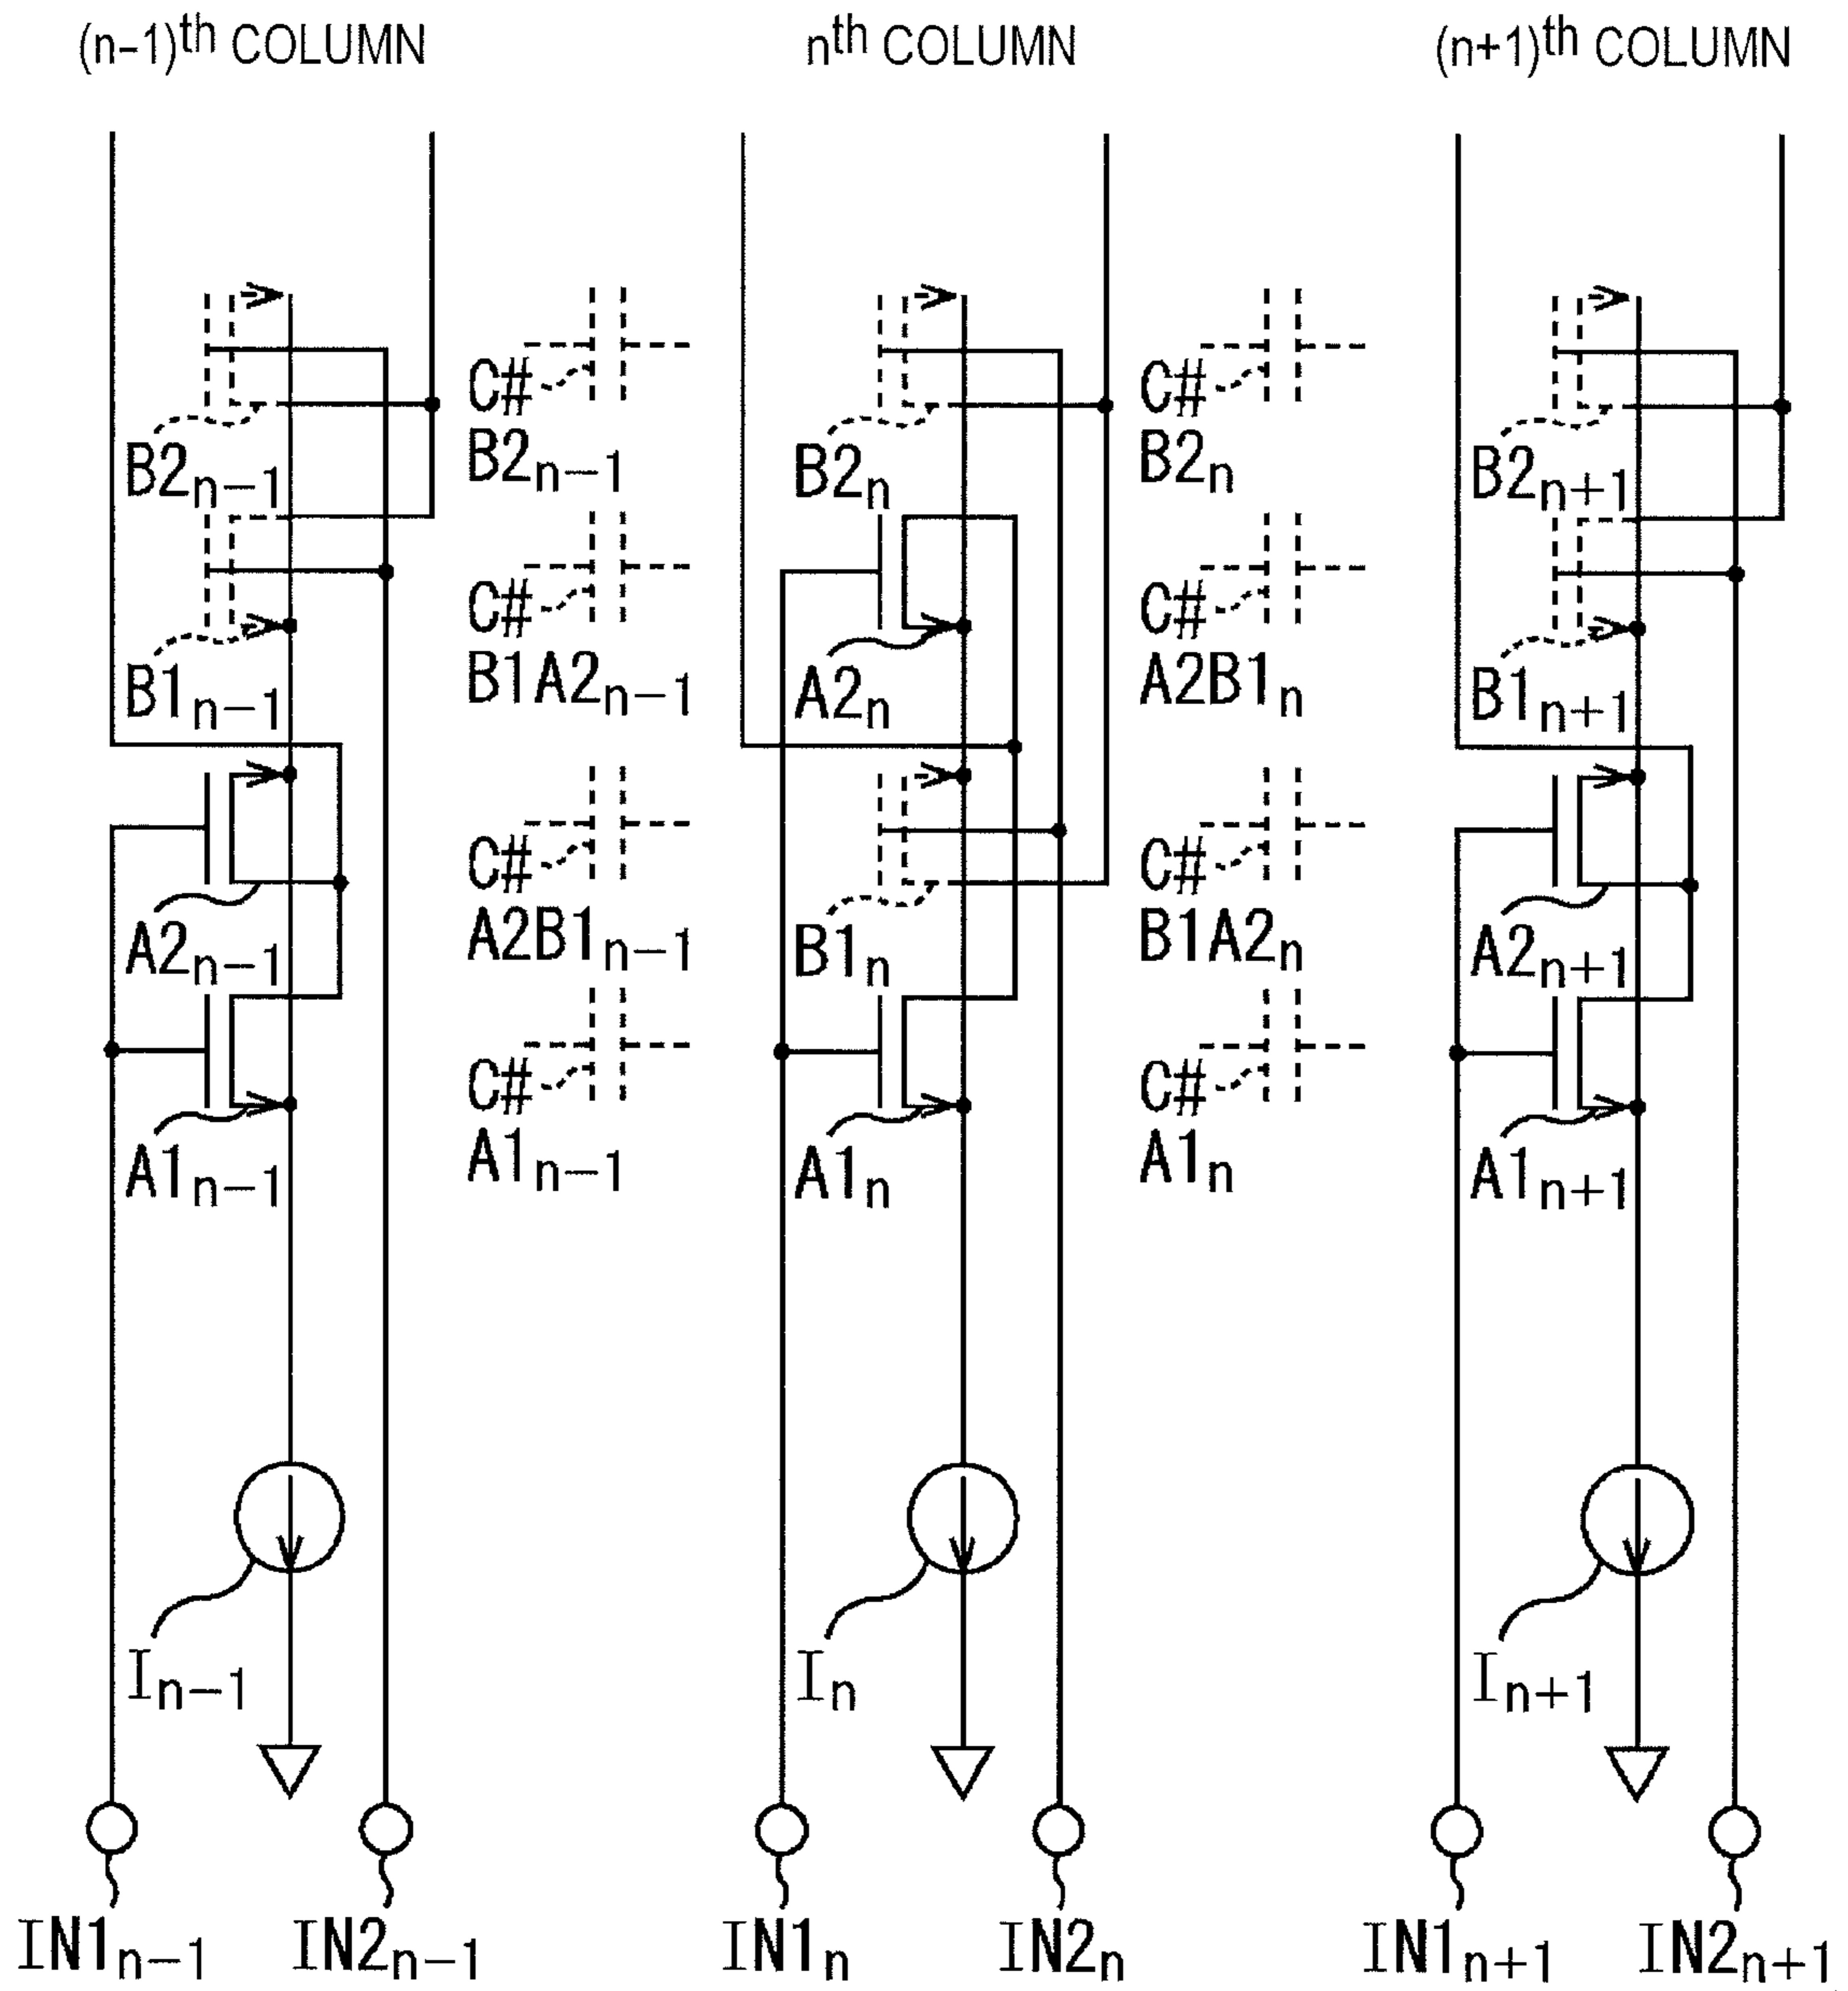 (n-1)th COLUMN nth COLUMN (n+1)th COLUMN
C# C#
B2n-1 B2n-1 B2n B2n B2n+1
C# C#
B1n-1 B1A2n-1 A2n A2B1n B1n+1
C# C#
A2n-1 A2B1n-1 B1n B1A2n A2n+1
C# C#
A1n-1 A1n-1 A1n A1n A1n+1
In-1 In In+1
IN1n-1 IN2n-1 IN1n IN2n IN1n+1 IN2n+1